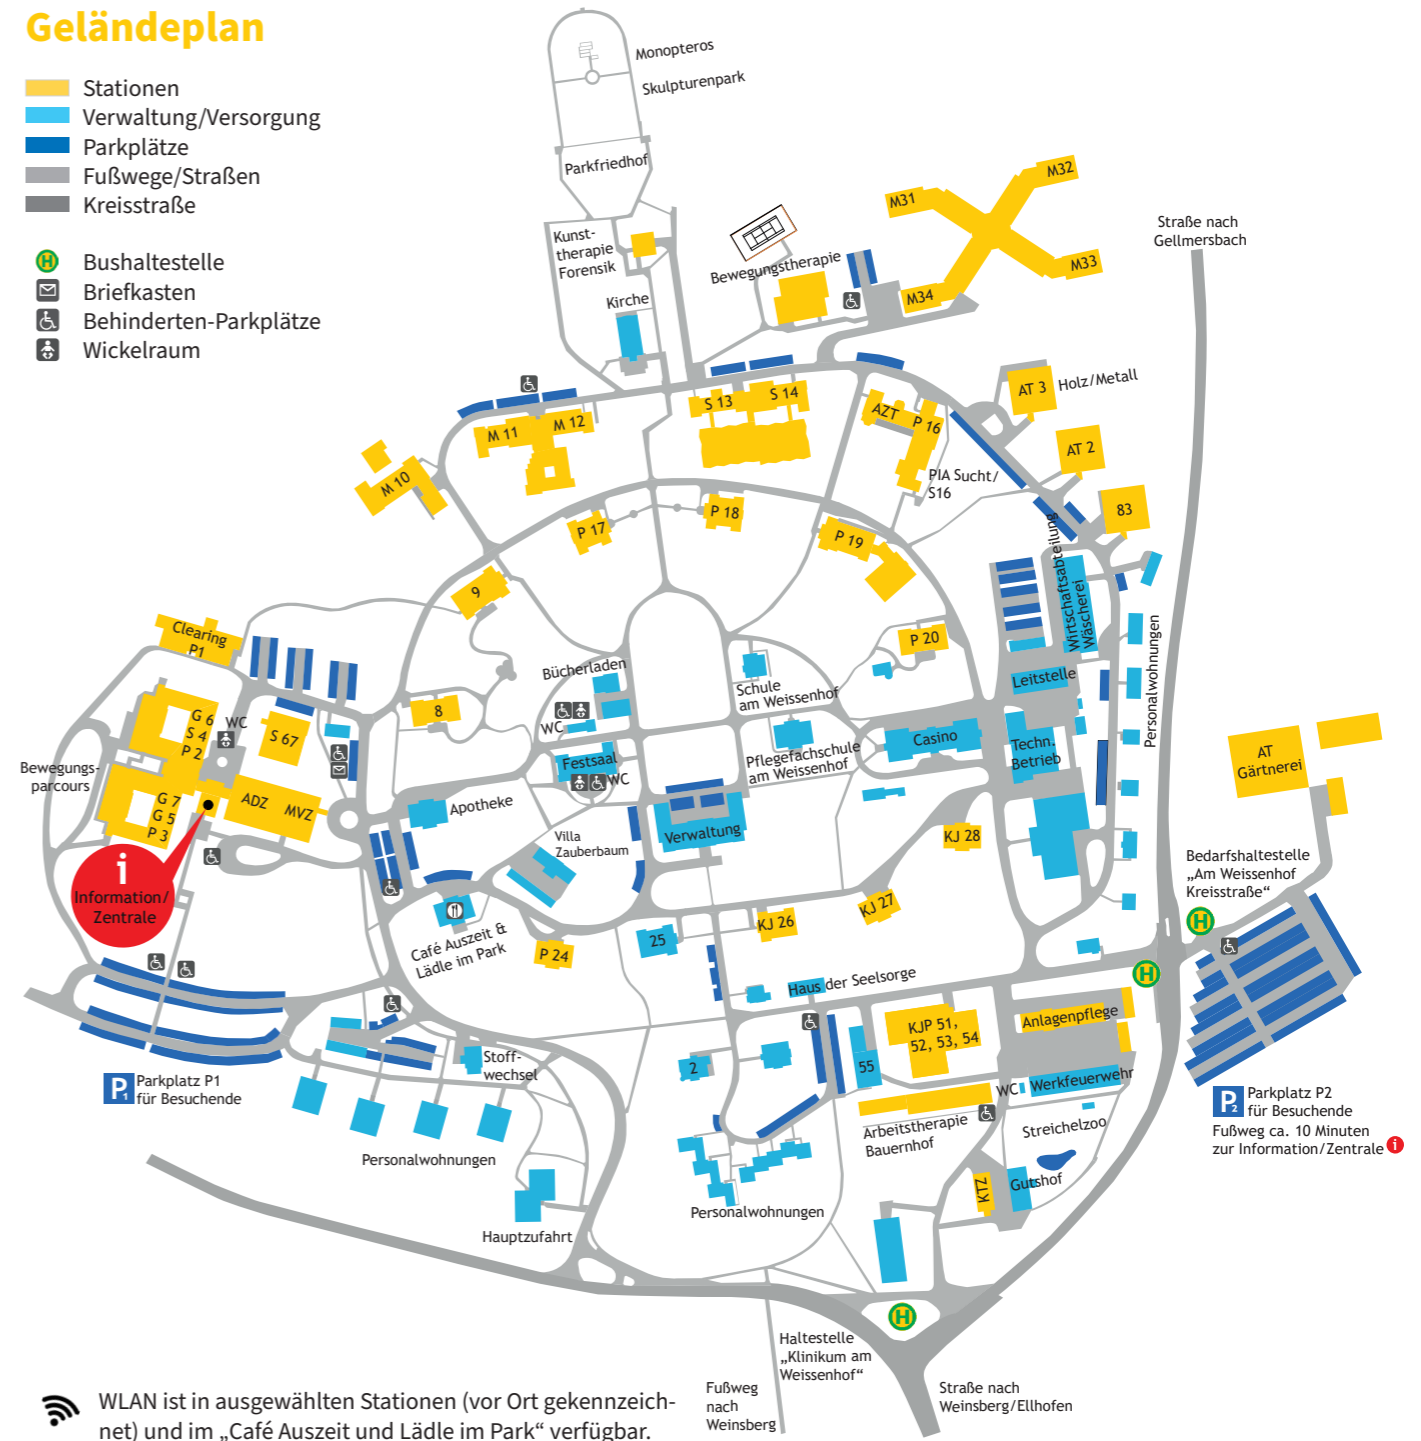 Geländeplan
Stationen
Verwaltung/Versorgung
Parkplätze
Fußwege/Straßen
Kreisstraße
H
Bushaltestelle
Briefkasten
Behinderten-Parkplätze
Wickelraum
Monopteros
Skulpturenpark
Parkfriedhof
Kunst-
therapie
Forensik
Kirche
Bewegungstherapie
M31
M32
M33
M34
Straße nach
Gellmersbach
AT 3
Holz/Metall
AT 2
83
S 13
S 14
AZT
P 16
PIA Sucht/
S16
M 11
M 12
M 10
P 17
P 18
P 19
9
P 20
8
Clearing
P1
G 6
S 4
P 2
WC
S 67
Bewegungs-
parcours
G 7
G 5
P 3
ADZ
MVZ
i
Information/
Zentrale
Bücherladen
WC
Festsaal
WC
Schule
am Weissenhof
Pflegefachschule
am Weissenhof
Casino
Wirtschaftsabteilung
Wäscherei
Leitstelle
Techn.
Betrieb
Personalwohnungen
AT
Gärtnerei
Apotheke
Villa
Zauberbaum
Verwaltung
KJ 28
KJ 27
KJ 26
25
P 24
Café Auszeit &
Lädle im Park
Bedarfshaltestelle
„Am Weissenhof
Kreisstraße“
H
H
Haus der Seelsorge
KJP 51,
52, 53, 54
Anlagenpflege
2
55
WC
Werkfeuerwehr
Arbeitstherapie
Bauernhof
Streichelzoo
KTZ
Gutshof
Stoff-
wechsel
P1
Parkplatz P1
für Besuchende
P2
Parkplatz P2
für Besuchende
Fußweg ca. 10 Minuten
zur Information/Zentrale i
Personalwohnungen
Personalwohnungen
Hauptzufahrt
H
Haltestelle
„Klinikum am
Weissenhof“
Fußweg
nach
Weinsberg
Straße nach
Weinsberg/Ellhofen
WLAN ist in ausgewählten Stationen (vor Ort gekennzeich-
net) und im „Café Auszeit und Lädle im Park“ verfügbar.